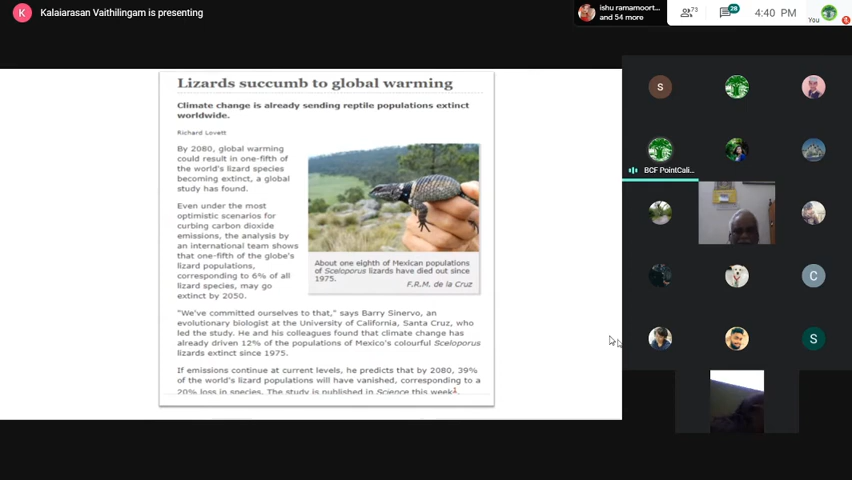 K Kalaiarasan Vaithilingam is presenting
ishu ramamoort...
and 54 more
73
28
4:40 PM
You
Lizards succumb to global warming
Climate change is already sending reptile populations extinct
worldwide.
Richard Lovett
By 2080, global warming
could result in one-fifth of
the world's lizard species
becoming extinct, a global
study has found.
Even under the most
optimistic scenarios for
curbing carbon dioxide
emissions, the analysis by
an international team shows
that one-fifth of the globe's
lizard populations,
corresponding to 6% of all
lizard species, may go
extinct by 2050.
About one eighth of Mexican populations
of Sceloporus lizards have died out since
1975.
F.R.M. de la Cruz
"We've committed ourselves to that," says Barry Sinervo, an
evolutionary biologist at the University of California, Santa Cruz, who
led the study. He and his colleagues found that climate change has
already driven 12% of the populations of Mexico's colourful Sceloporus
lizards extinct since 1975.
If emissions continue at current levels, he predicts that by 2080, 39%
of the world's lizard populations will have vanished, corresponding to a
20% loss in species. The study is published in Science this week1.
S
BCF PointCali...
C
S